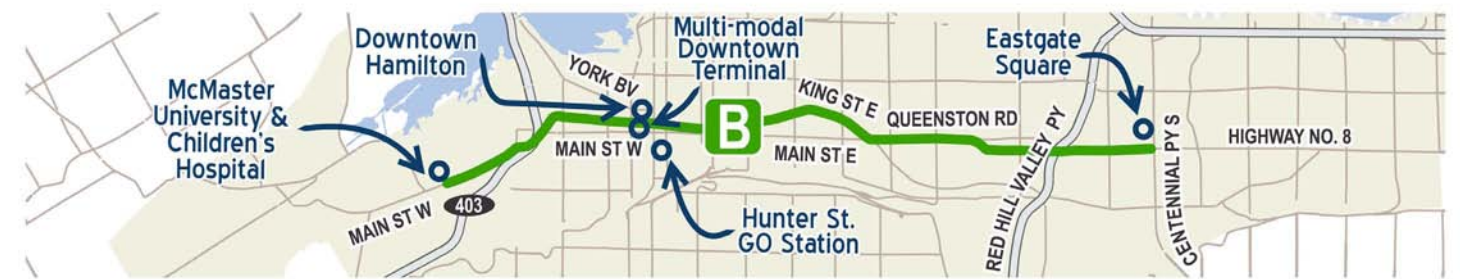 McMaster
University &
Children's
Hospital
Downtown
Hamilton
YORK BV
Multi-modal
Downtown
Terminal
B
KING ST E
QUEENSTON RD
Eastgate
Square
HIGHWAY NO. 8
MAIN ST W
MAIN ST E
MAIN ST W
403
Hunter St.
GO Station
RED HILL VALLEY PY
CENTENNIAL PY S